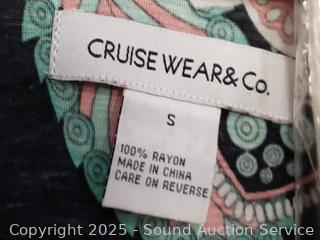 CRUISE WEAR & Co.
S
100% RAYON
MADE IN CHINA
CARE ON REVERSE
Copyright 2025 - Sound Auction Service